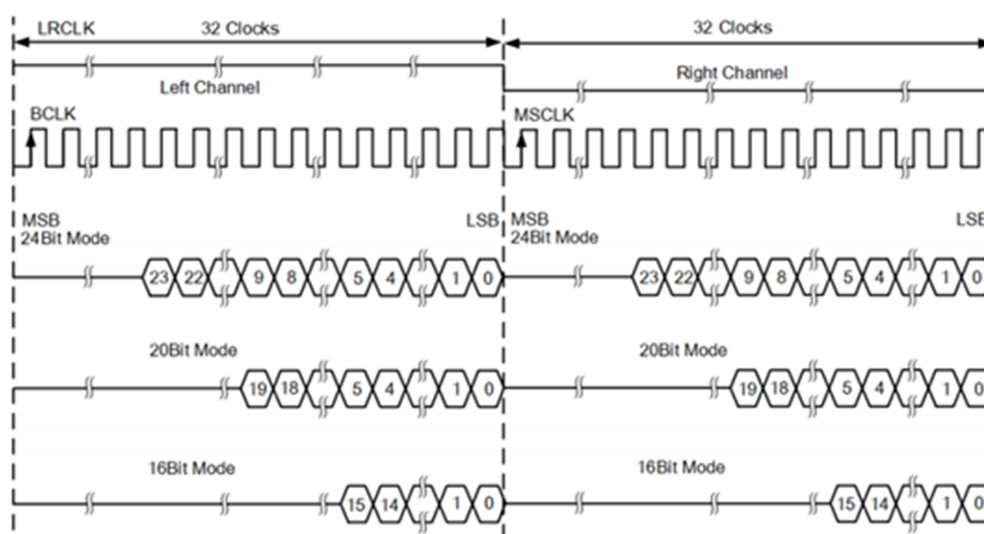 LRCLK 32 Clocks 32 Clocks
Left Channel Right Channel
BCLK MSCLK
MSB LSB MSB LSB
24Bit Mode 24Bit Mode
23 22 9 8 5 4 1 0 23 22 9 8 5 4 1 0
20Bit Mode 20Bit Mode
19 18 5 4 1 0 19 18 5 4 1 0
16Bit Mode 16Bit Mode
15 14 1 0 15 14 1 0